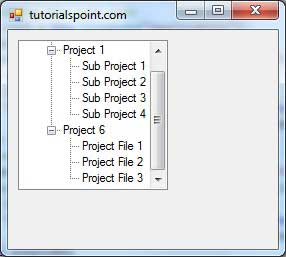 tutorialspoint.com
Project 1
Sub Project 1
Sub Project 2
Sub Project 3
Sub Project 4
Project 6
Project File 1
Project File 2
Project File 3